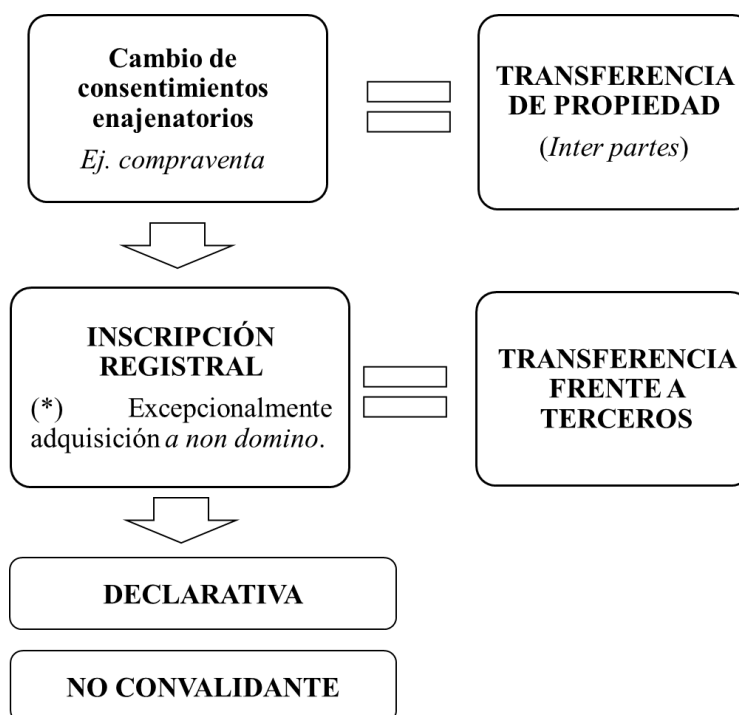 Cambio de
consentimientos
enajenatorios
Ej. compraventa
TRANSFERENCIA
DE PROPIEDAD
(Inter partes)
INSCRIPCIÓN
REGISTRAL
(*) Excepcionalmente
adquisición a non domino.
TRANSFERENCIA
FRENTE A
TERCEROS
DECLARATIVA
NO CONVALIDANTE